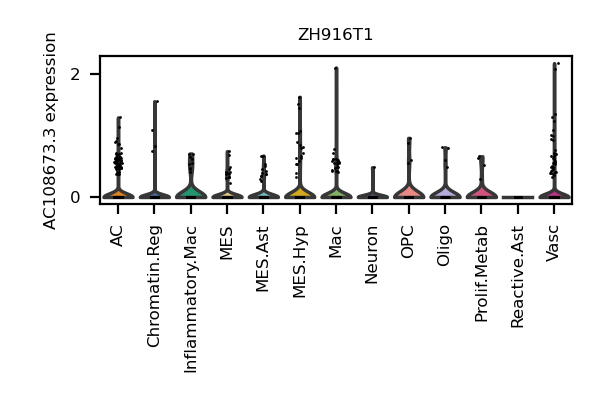 ZH916T1
AC108673.3 expression
2
0
AC
Chromatin.Reg
Inflammatory.Mac
MES
MES.Ast
MES.Hyp
Mac
Neuron
OPC
Oligo
Prolif.Metab
Reactive.Ast
Vasc